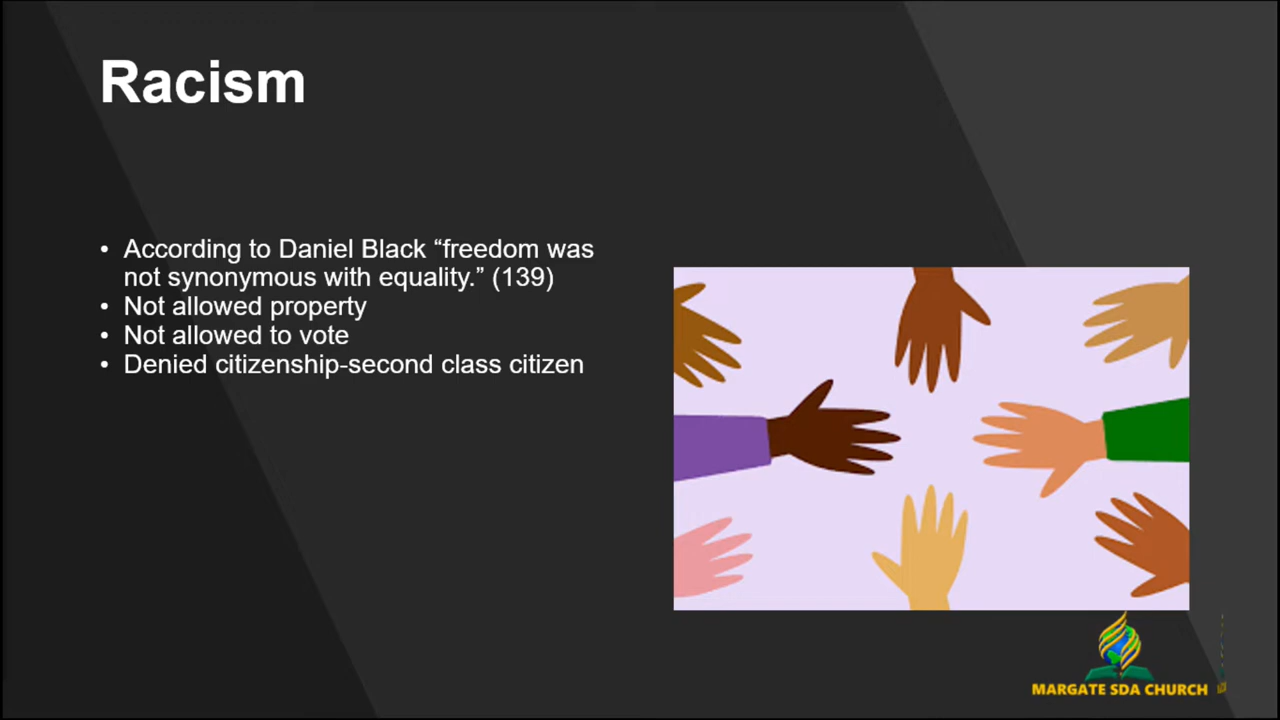 Racism
• According to Daniel Black “freedom was
not synonymous with equality.” (139)
• Not allowed property
• Not allowed to vote
• Denied citizenship-second class citizen
MARGATE SDA CHURCH